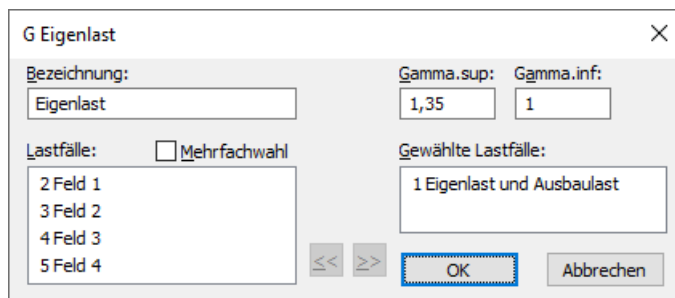 G Eigenlast
Bezeichnung:
Gamma.sup: Gamma.inf:
Eigenlast
1,35
1
Lastfälle:
Mehrfachwahl
Gewählte Lastfälle:
2 Feld 1
3 Feld 2
4 Feld 3
5 Feld 4
1 Eigenlast und Ausbaulast
<< >>
OK
Abbrechen